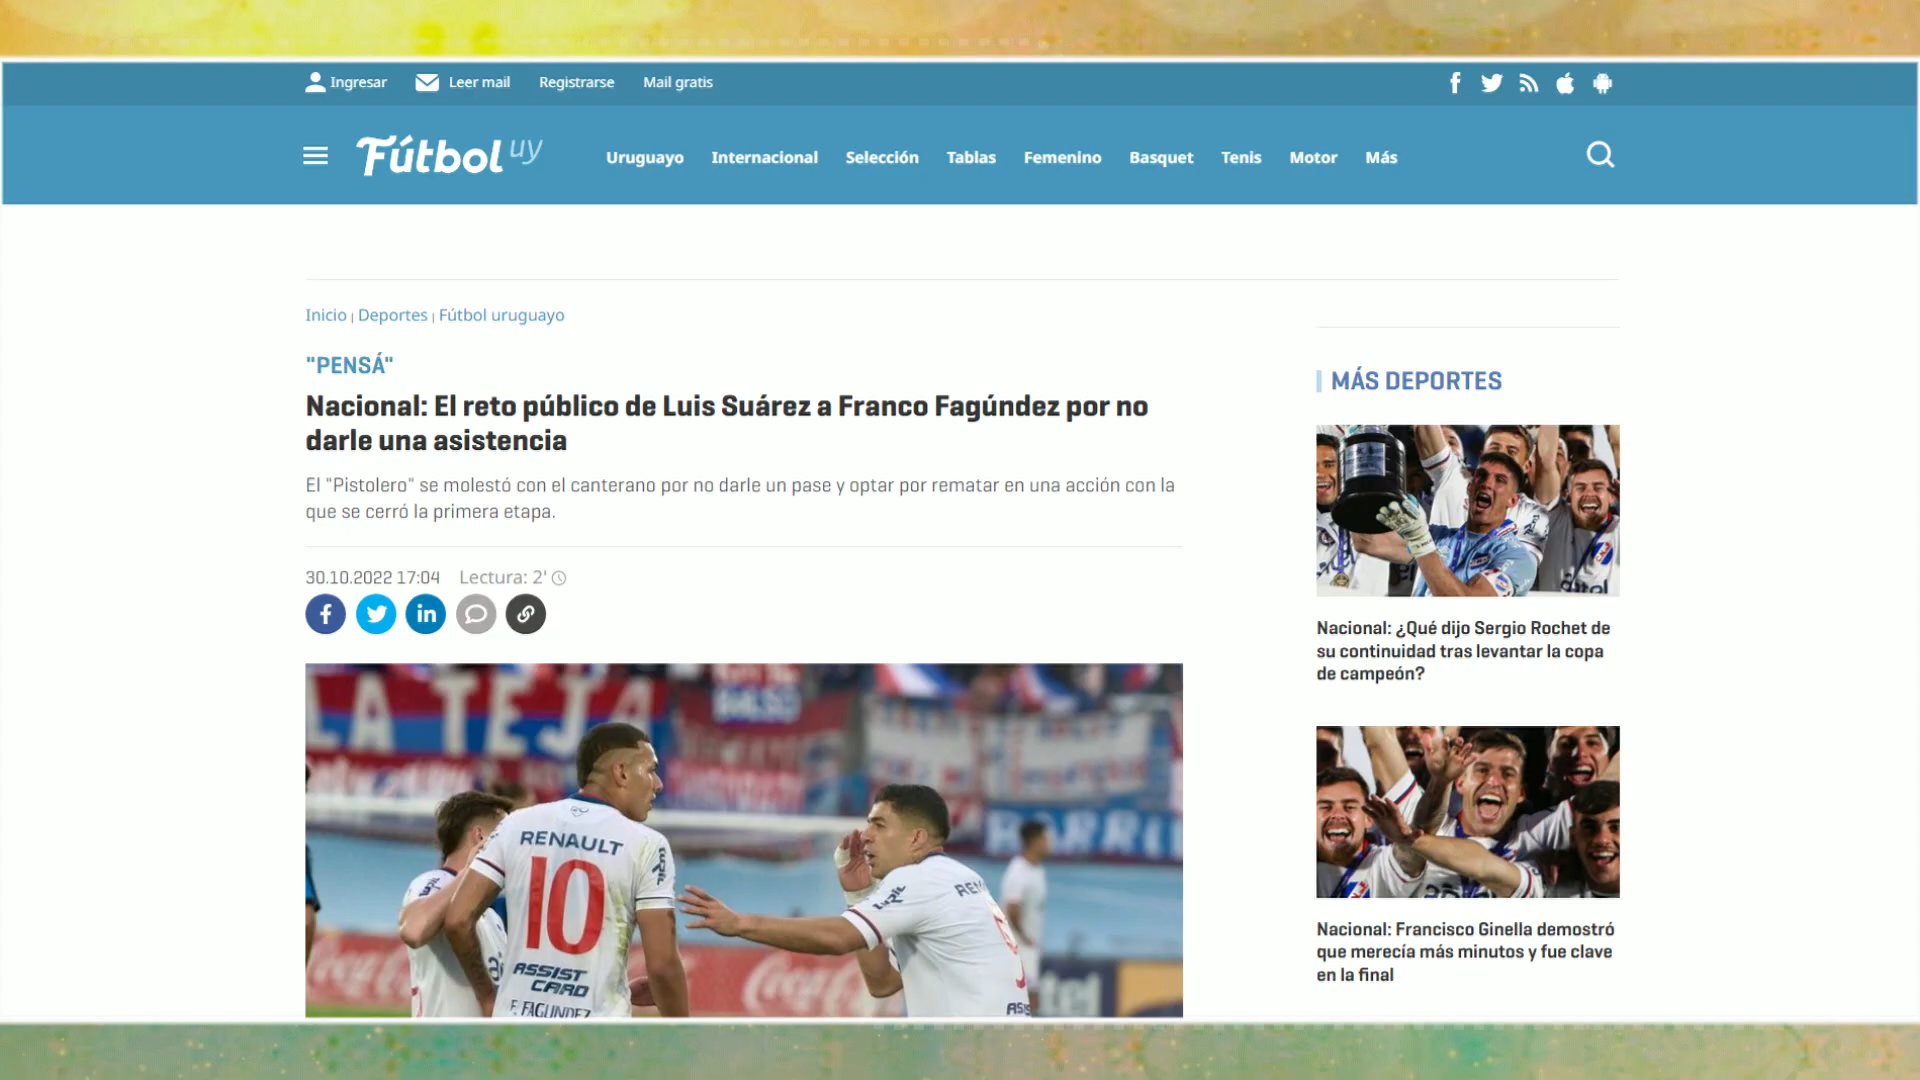 Ingresar
Leer mail
Registrarse
Mail gratis
Fútbol uy
Uruguayo
Internacional
Selección
Tablas
Femenino
Basquet
Tenis
Motor
Más
Inicio | Deportes | Fútbol uruguayo
"PENSÁ"
Nacional: El reto público de Luis Suárez a Franco Fagúndez por no
darle una asistencia
El "Pistolero" se molestó con el canterano por no darle un pase y optar por rematar en una acción con la
que se cerró la primera etapa.
30.10.2022 17:04
Lectura: 2'
LA TEJA
RENAULT
10
ASSIST
CARD
F. FAGUNDEZ
Coca-Cola
MÁS DEPORTES
Nacional: ¿Qué dijo Sergio Rochet de
su continuidad tras levantar la copa
de campeón?
Nacional: Francisco Ginella demostró
que merecía más minutos y fue clave
en la final